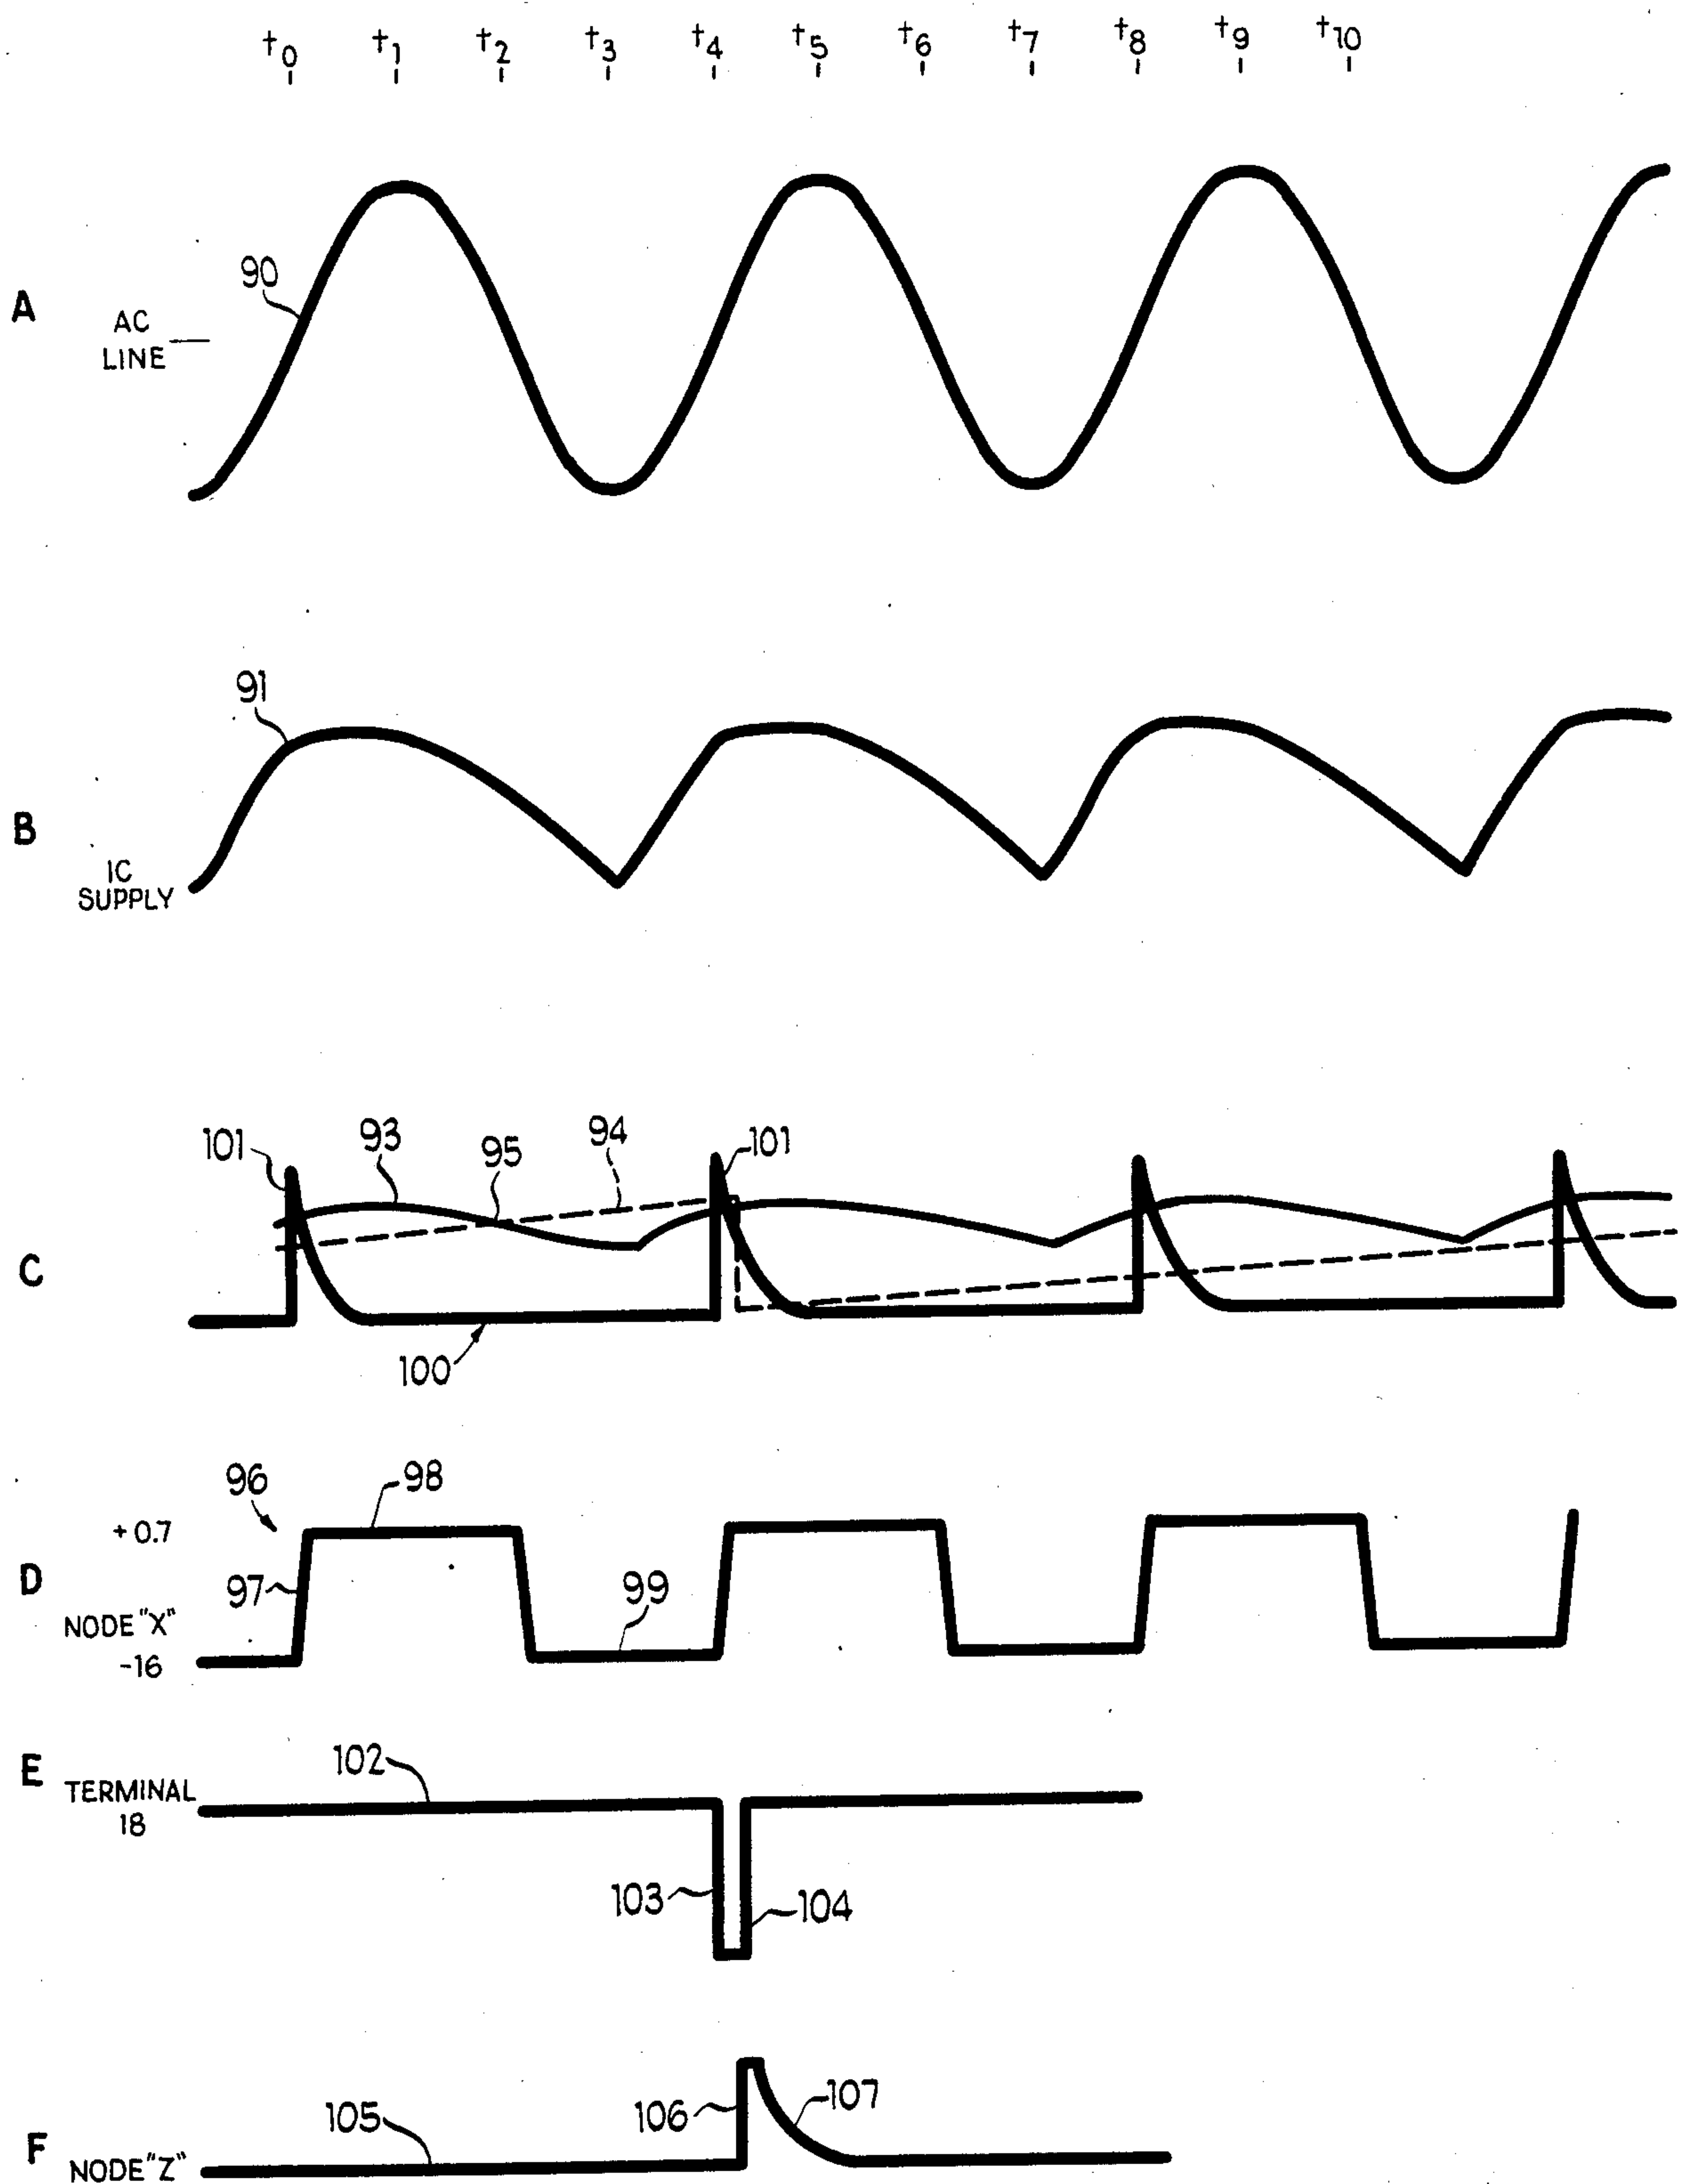 t0 t1 t2 t3 t4 t5 t6 t7 t8 t9 t10
90
A
AC
LINE
91
B
IC
SUPPLY
101 93 95 94 101
C
100
96 98
+0.7
D
97 99
NODE "X"
-16
E
102
TERMINAL
18
103 104
106 107
105
F
NODE "Z"